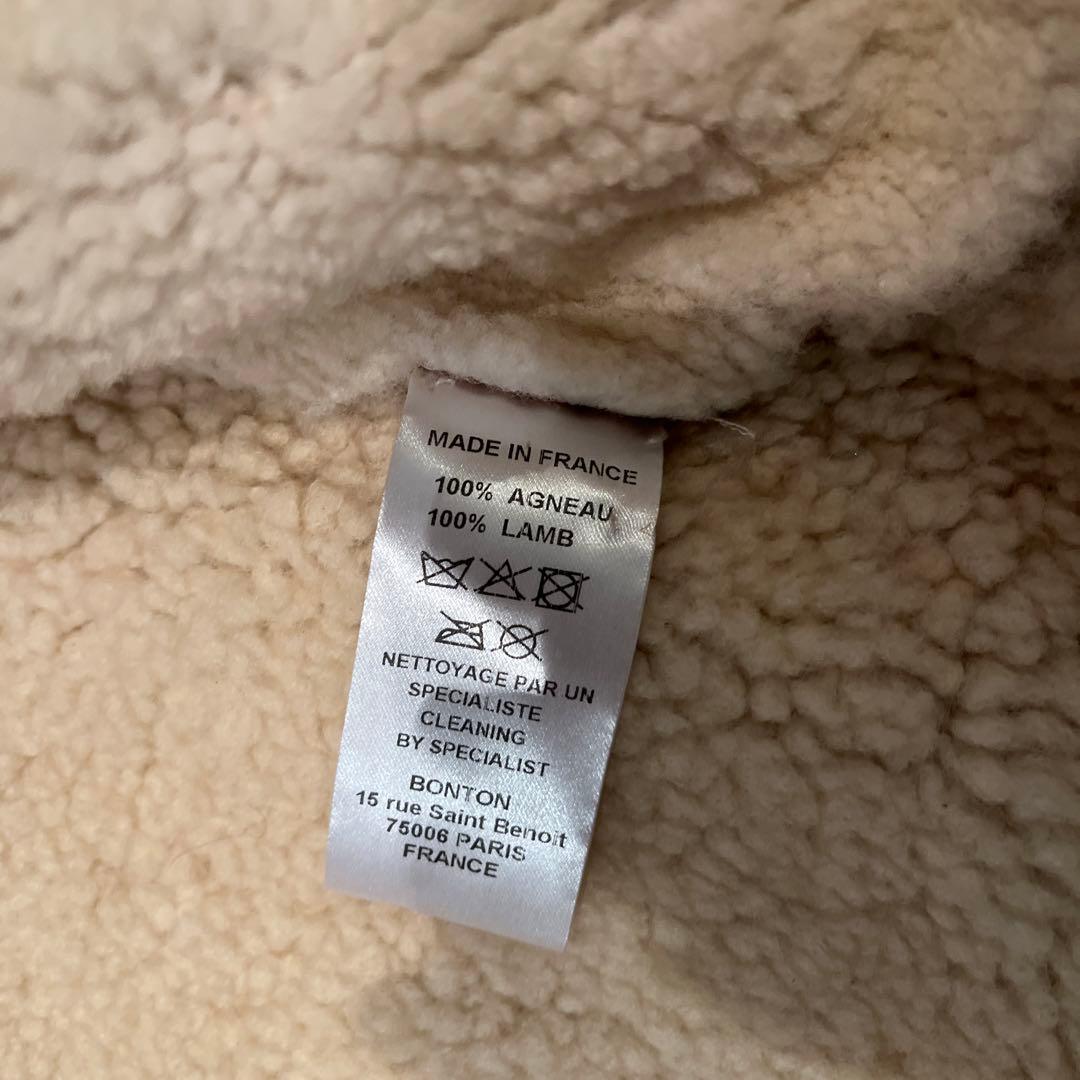 MADE IN FRANCE
100% AGNEAU
100% LAMB
NETTOYAGE PAR UN
SPECIALISTE
CLEANING
BY SPECIALIST
BONTON
15 rue Saint Benoit
75006 PARIS
FRANCE